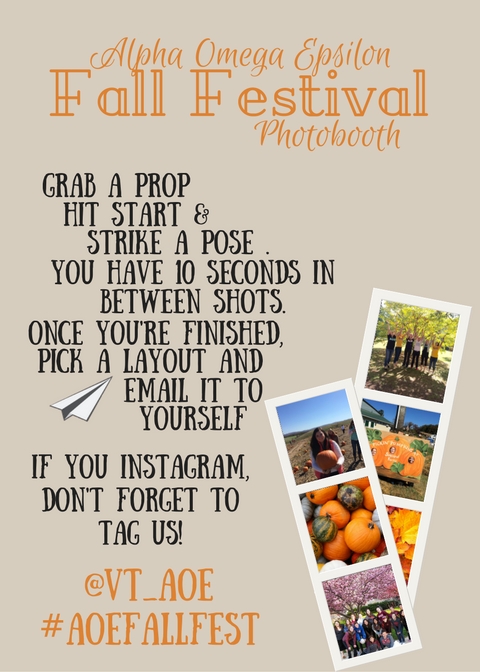 Alpha Omega Epsilon
Fall Festival
Photobooth
GRAB A PROP
HIT START &
STRIKE A POSE .
YOU HAVE 10 SECONDS IN
BETWEEN SHOTS.
ONCE YOU'RE FINISHED,
PICK A LAYOUT AND
EMAIL IT TO
YOURSELF
IF YOU INSTAGRAM,
DON'T FORGET TO
TAG US!
@VT_AOE
#AOEFALLFEST